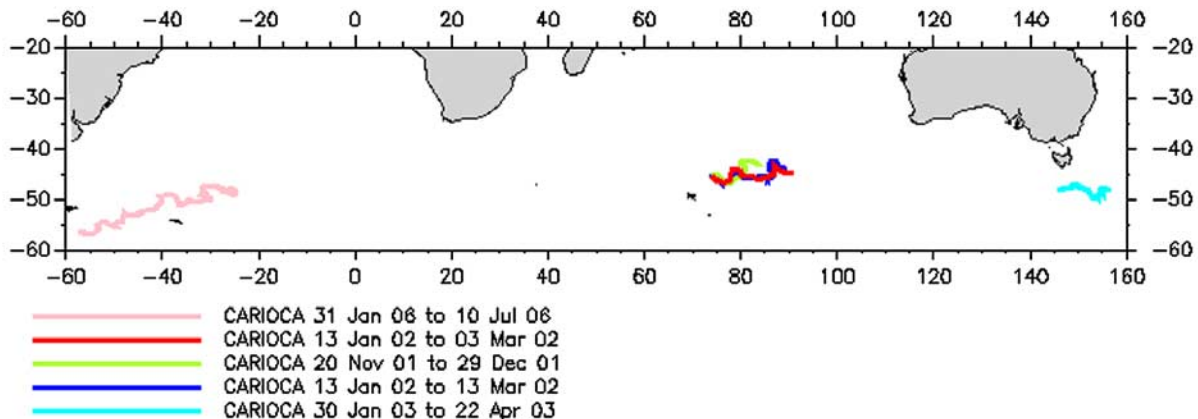 −60 −40 −20 0 20 40 60 80 100 120 140 160
−20 −20
−30 −30
−40 −40
−50 −50
−60 −60
−60 −40 −20 0 20 40 60 80 100 120 140 160
CARIOCA 31 Jan 06 to 10 Jul 06
CARIOCA 13 Jan 02 to 03 Mar 02
CARIOCA 20 Nov 01 to 29 Dec 01
CARIOCA 13 Jan 02 to 13 Mar 02
CARIOCA 30 Jan 03 to 22 Apr 03